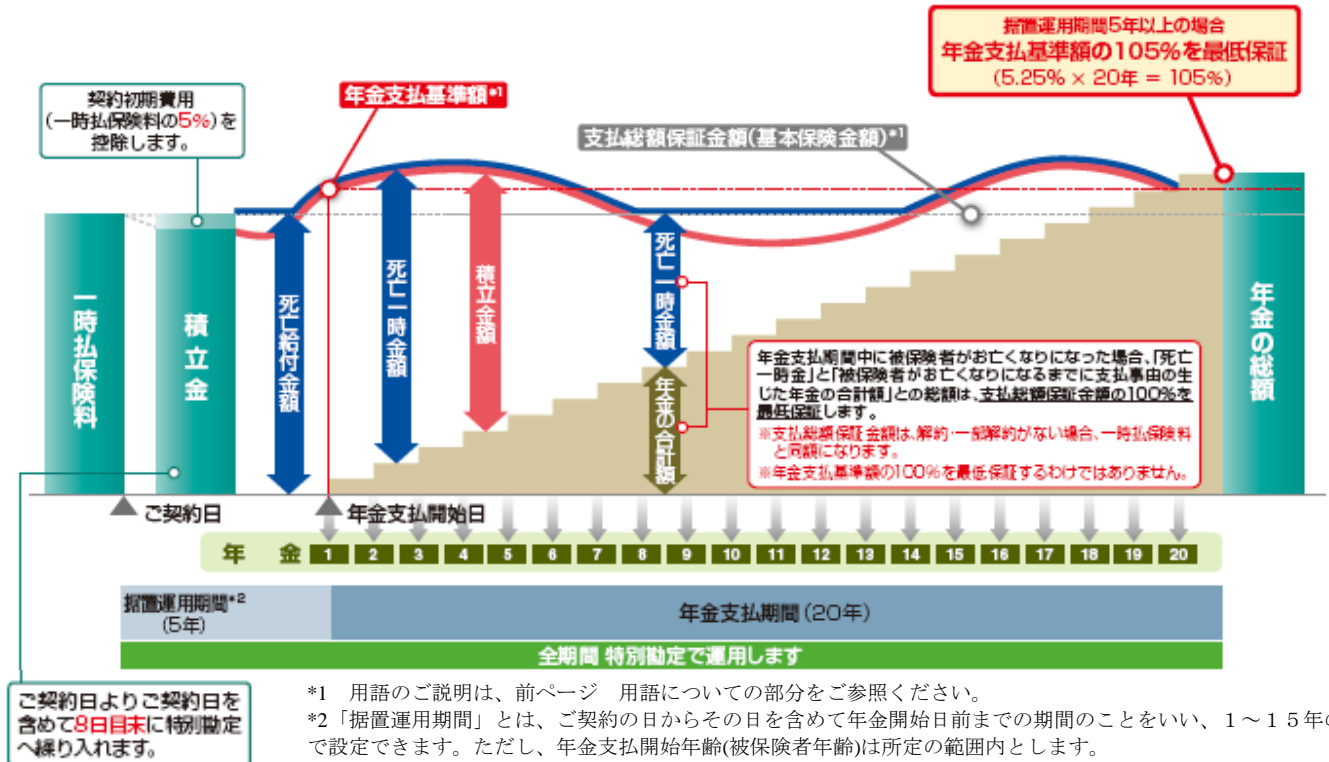 据置運用期間5年以上の場合
年金支払基準額の105%を最低保証
(5.25% × 20年 = 105%)
契約初期費用
(一時払保険料の5%)を
控除します。
年金支払基準額*1
支払総額保証金額(基本保険金額)*1
一時払保険料
積立金
死亡給付金額
死亡一時金額
積立金額
死亡一時金額
年金の合計額
年金の総額
年金支払期間中に被保険者がお亡くなりになった場合、「死亡
一時金」と「被保険者がお亡くなりになるまでに支払事由の生
じた年金の合計額」との総額は、支払総額保証金額の100%を
最低保証します。
※支払総額保証金額は、解約・一部解約がない場合、一時払保険料
と同額になります。
※年金支払基準額の100%を最低保証するわけではありません。
ご契約日
年金支払開始日
年金 1 2 3 4 5 6 7 8 9 10 11 12 13 14 15 16 17 18 19 20
据置運用期間*2
(5年)
年金支払期間(20年)
全期間 特別勘定で運用します
ご契約日よりご契約日を
含めて8日目末に特別勘定
へ繰り入れます。
*1 用語のご説明は、前ページ 用語についての部分をご参照ください。
*2「据置運用期間」とは、ご契約の日からその日を含めて年金開始日前までの期間のことをいい、1~15年
で設定できます。ただし、年金支払開始年齢(被保険者年齢)は所定の範囲内とします。